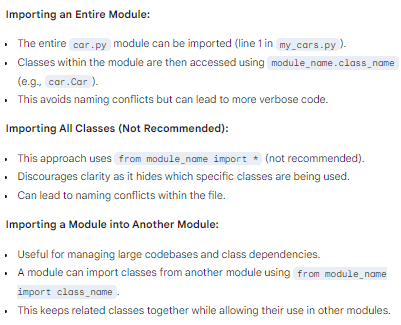 Importing an Entire Module:
• The entire car.py module can be imported (line 1 in my_cars.py ).
• Classes within the module are then accessed using module_name.class_name
(e.g., car.Car ).
• This avoids naming conflicts but can lead to more verbose code.
Importing All Classes (Not Recommended):
• This approach uses from module_name import * (not recommended).
• Discourages clarity as it hides which specific classes are being used.
• Can lead to naming conflicts within the file.
Importing a Module into Another Module:
• Useful for managing large codebases and class dependencies.
• A module can import classes from another module using from module_name
import class_name .
• This keeps related classes together while allowing their use in other modules.